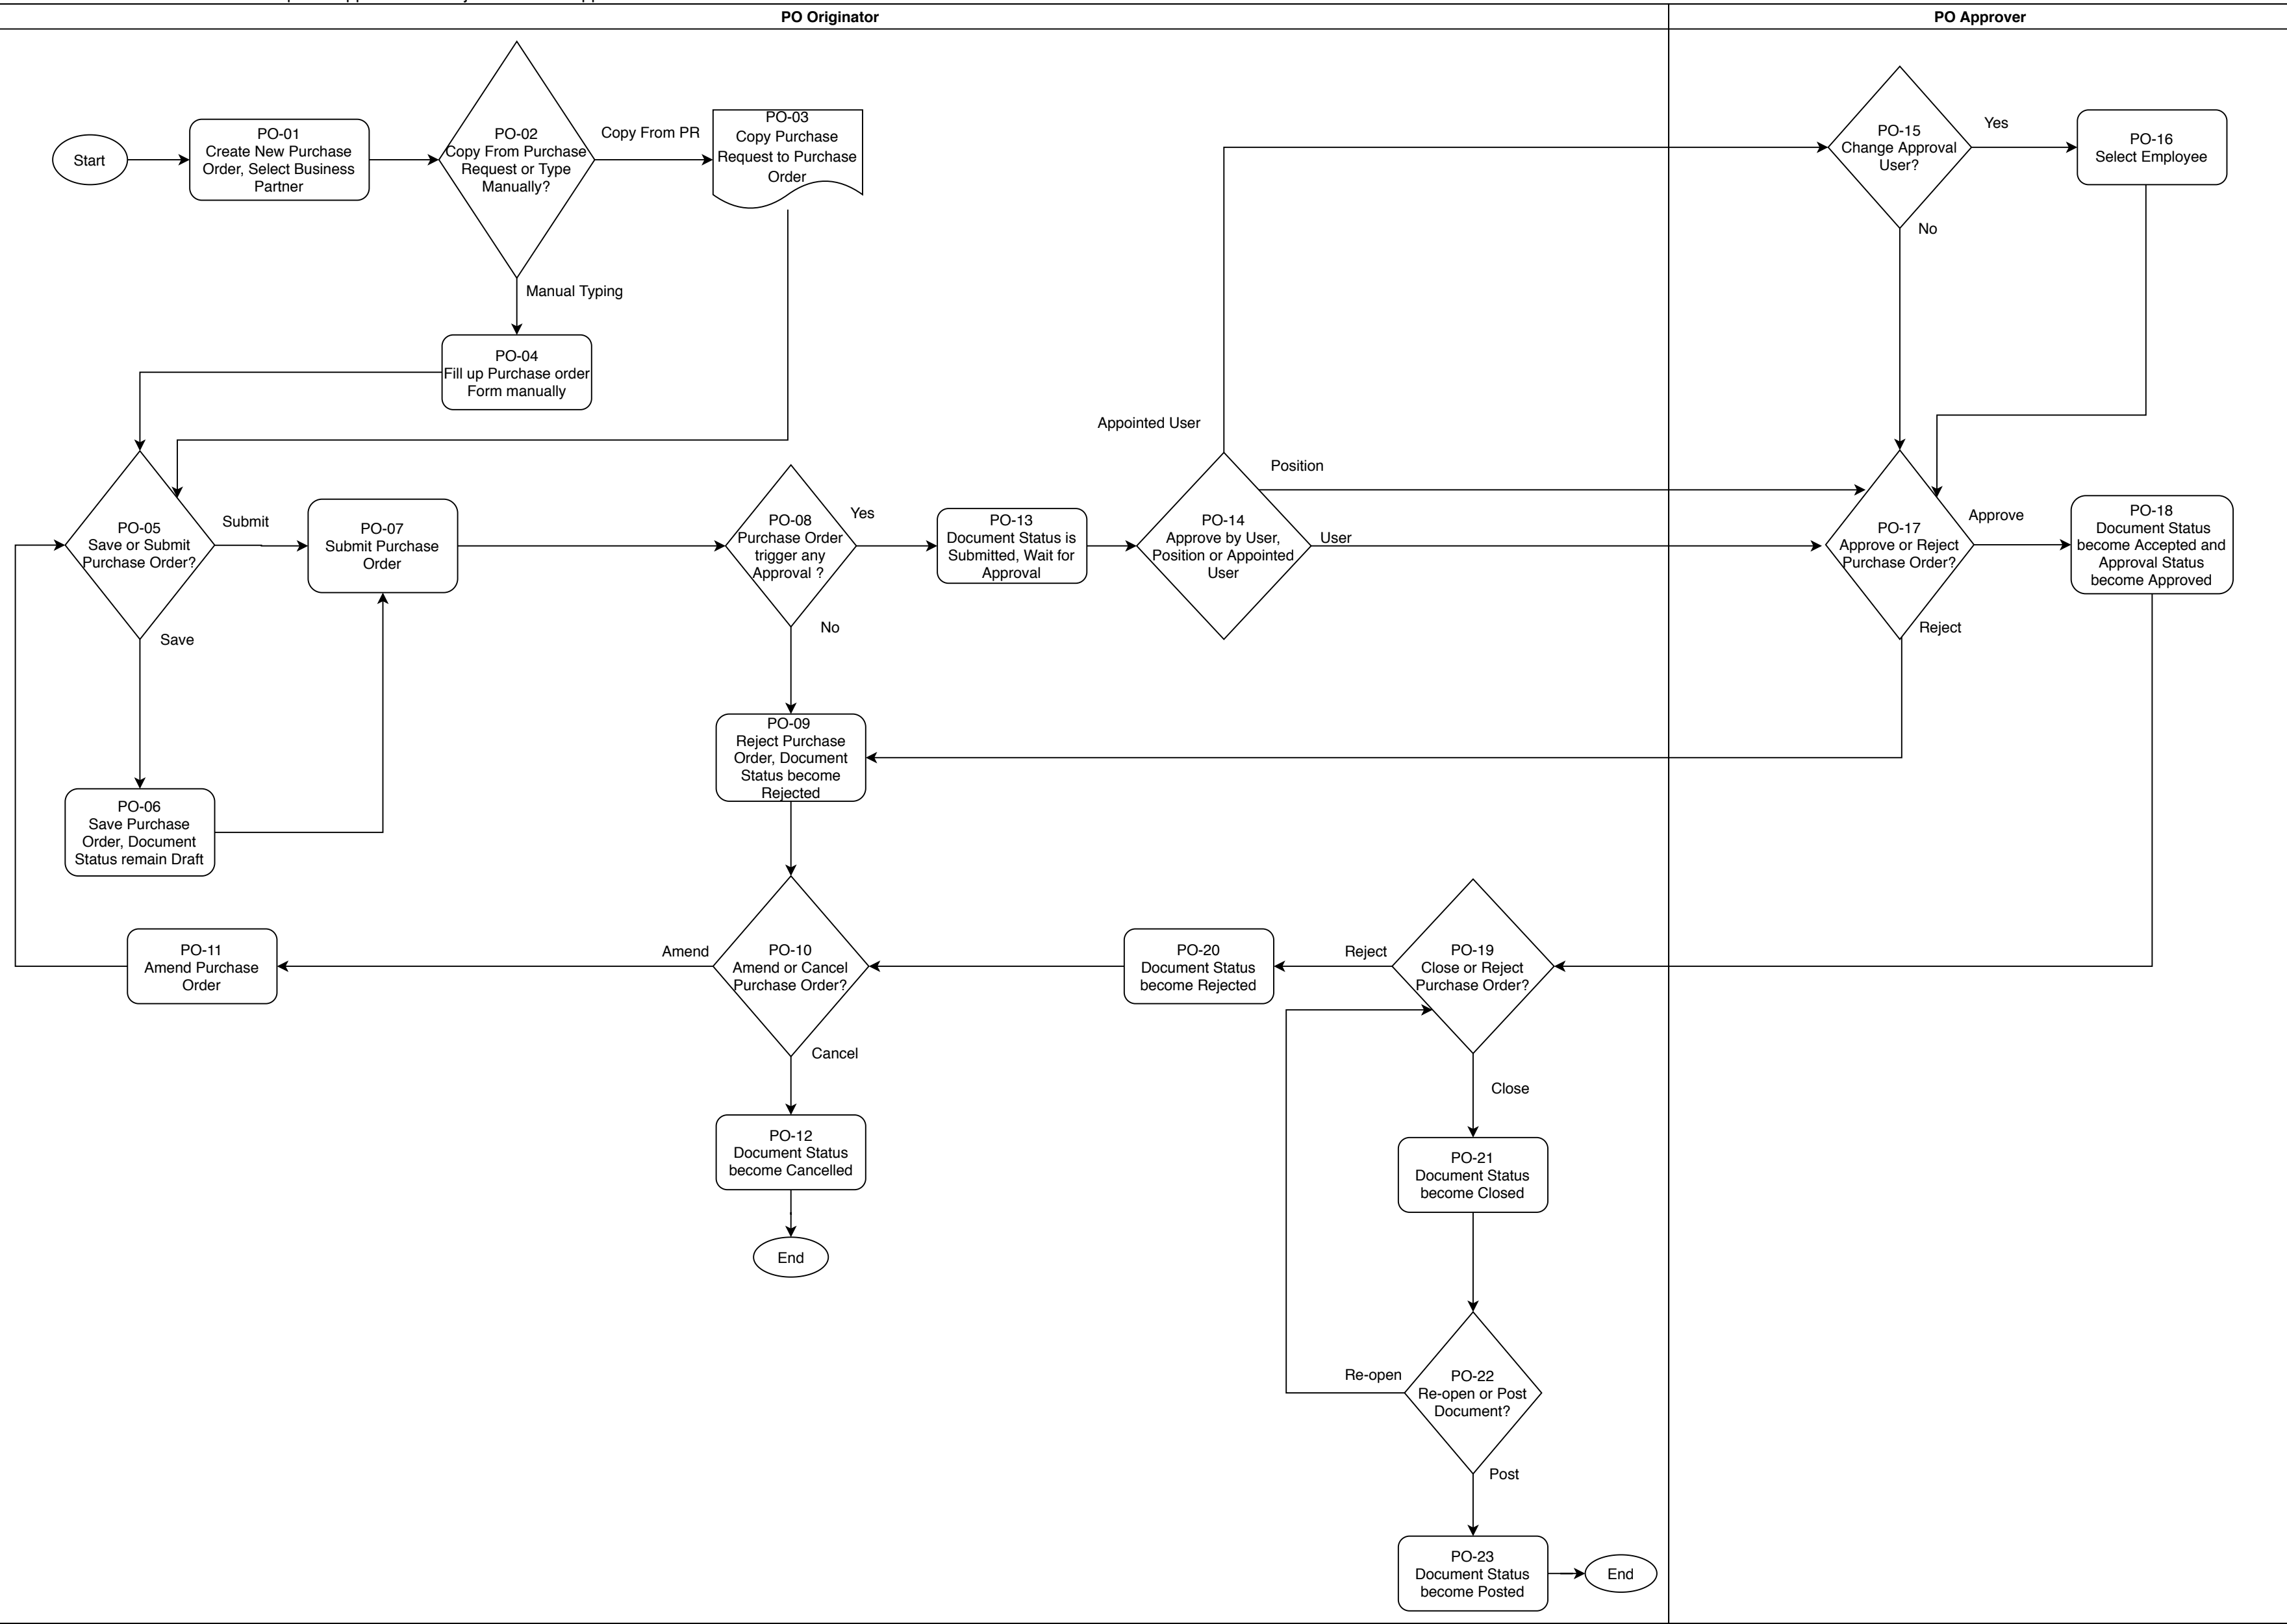 PO Originator
PO Approver
Start
PO-01
Create New Purchase
Order, Select Business
Partner
PO-02
Copy From Purchase
Request or Type
Manually?
Copy From PR
PO-03
Copy Purchase
Request to Purchase
Order
Manual Typing
PO-04
Fill up Purchase order
Form manually
PO-15
Change Approval
User?
Yes
PO-16
Select Employee
No
Appointed User
Position
PO-05
Save or Submit
Purchase Order?
Submit
PO-07
Submit Purchase
Order
PO-08
Purchase Order
trigger any
Approval ?
Yes
PO-13
Document Status is
Submitted, Wait for
Approval
PO-14
Approve by User,
Position or Appointed
User
User
PO-17
Approve or Reject
Purchase Order?
Approve
PO-18
Document Status
become Accepted and
Approval Status
become Approved
Save
No
Reject
PO-09
Reject Purchase
Order, Document
Status become
Rejected
PO-06
Save Purchase
Order, Document
Status remain Draft
PO-11
Amend Purchase
Order
Amend
PO-10
Amend or Cancel
Purchase Order?
PO-20
Document Status
become Rejected
Reject
PO-19
Close or Reject
Purchase Order?
Cancel
Close
PO-12
Document Status
become Cancelled
PO-21
Document Status
become Closed
End
Re-open
PO-22
Re-open or Post
Document?
Post
PO-23
Document Status
become Posted
End